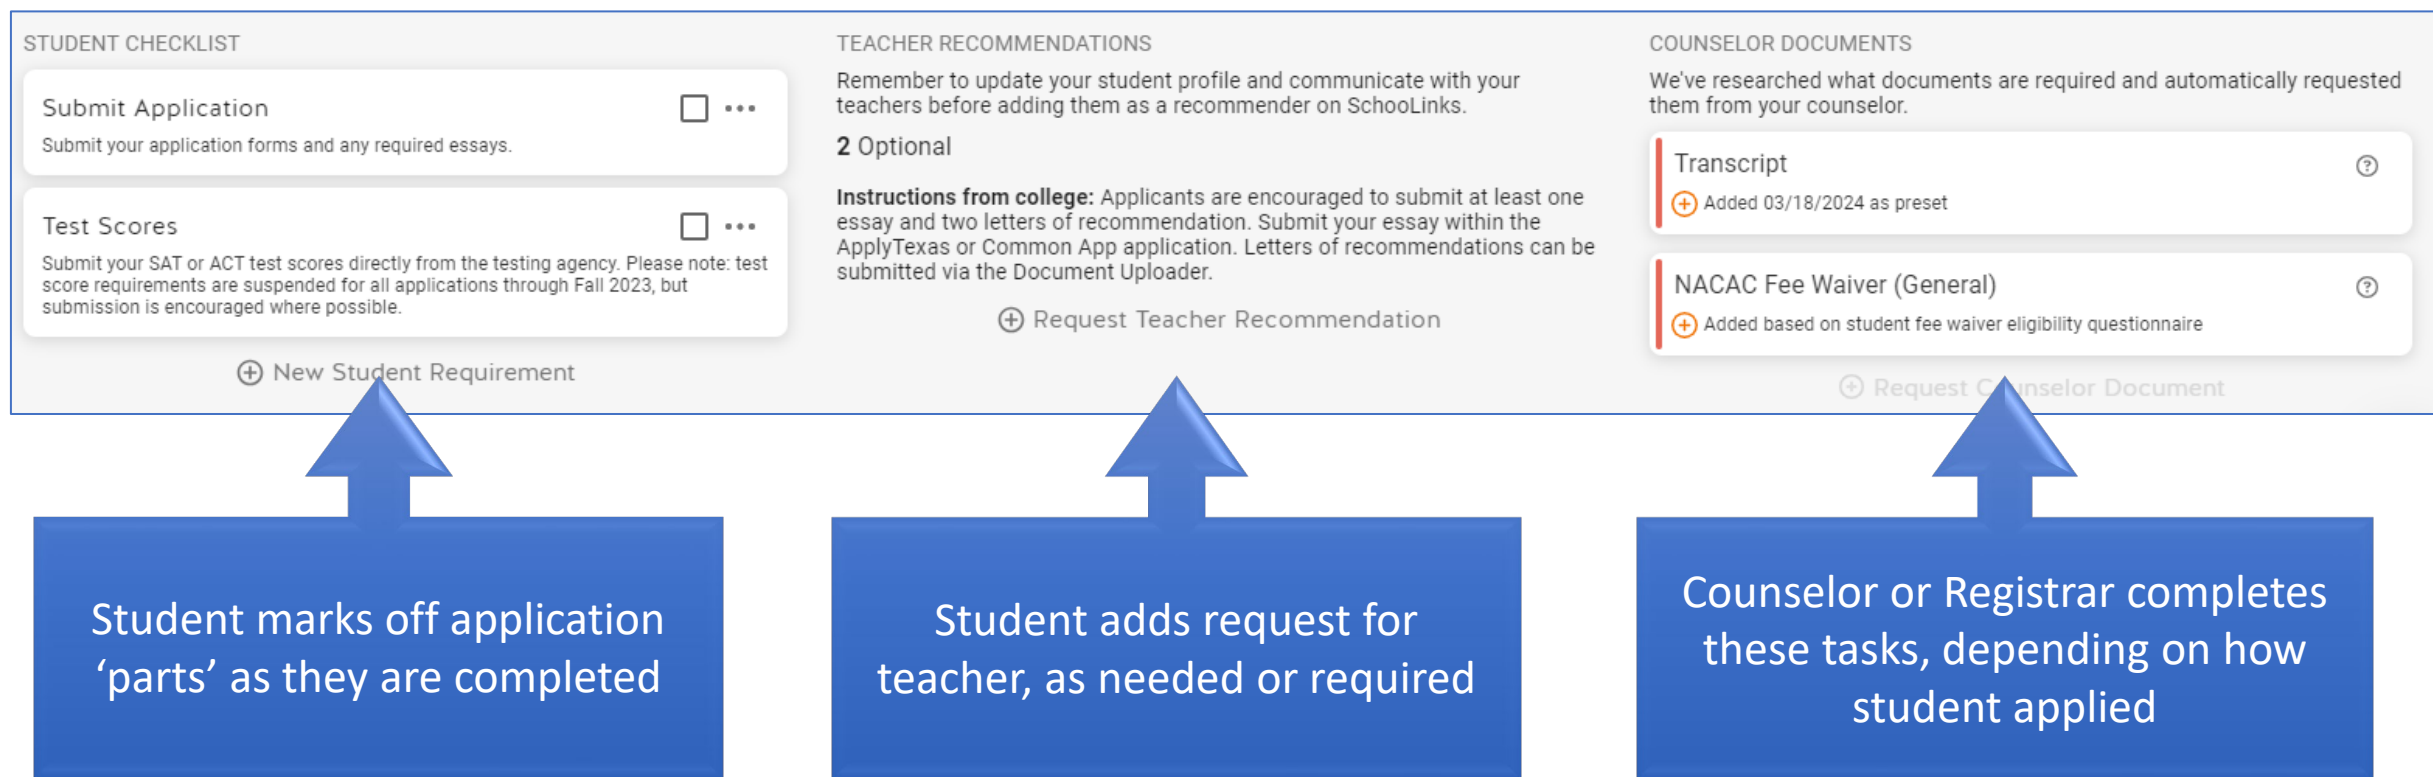 STUDENT CHECKLIST
Submit Application
Submit your application forms and any required essays.
Test Scores
Submit your SAT or ACT test scores directly from the testing agency. Please note: test
score requirements are suspended for all applications through Fall 2023, but
submission is encouraged where possible.
New Student Requirement
TEACHER RECOMMENDATIONS
Remember to update your student profile and communicate with your
teachers before adding them as a recommender on SchooLinks.
2 Optional
Instructions from college: Applicants are encouraged to submit at least one
essay and two letters of recommendation. Submit your essay within the
ApplyTexas or Common App application. Letters of recommendations can be
submitted via the Document Uploader.
Request Teacher Recommendation
COUNSELOR DOCUMENTS
We've researched what documents are required and automatically requested
them from your counselor.
Transcript
Added 03/18/2024 as preset
NACAC Fee Waiver (General)
Added based on student fee waiver eligibility questionnaire
Request Counselor Document
Student marks off application
‘parts’ as they are completed
Student adds request for
teacher, as needed or required
Counselor or Registrar completes
these tasks, depending on how
student applied